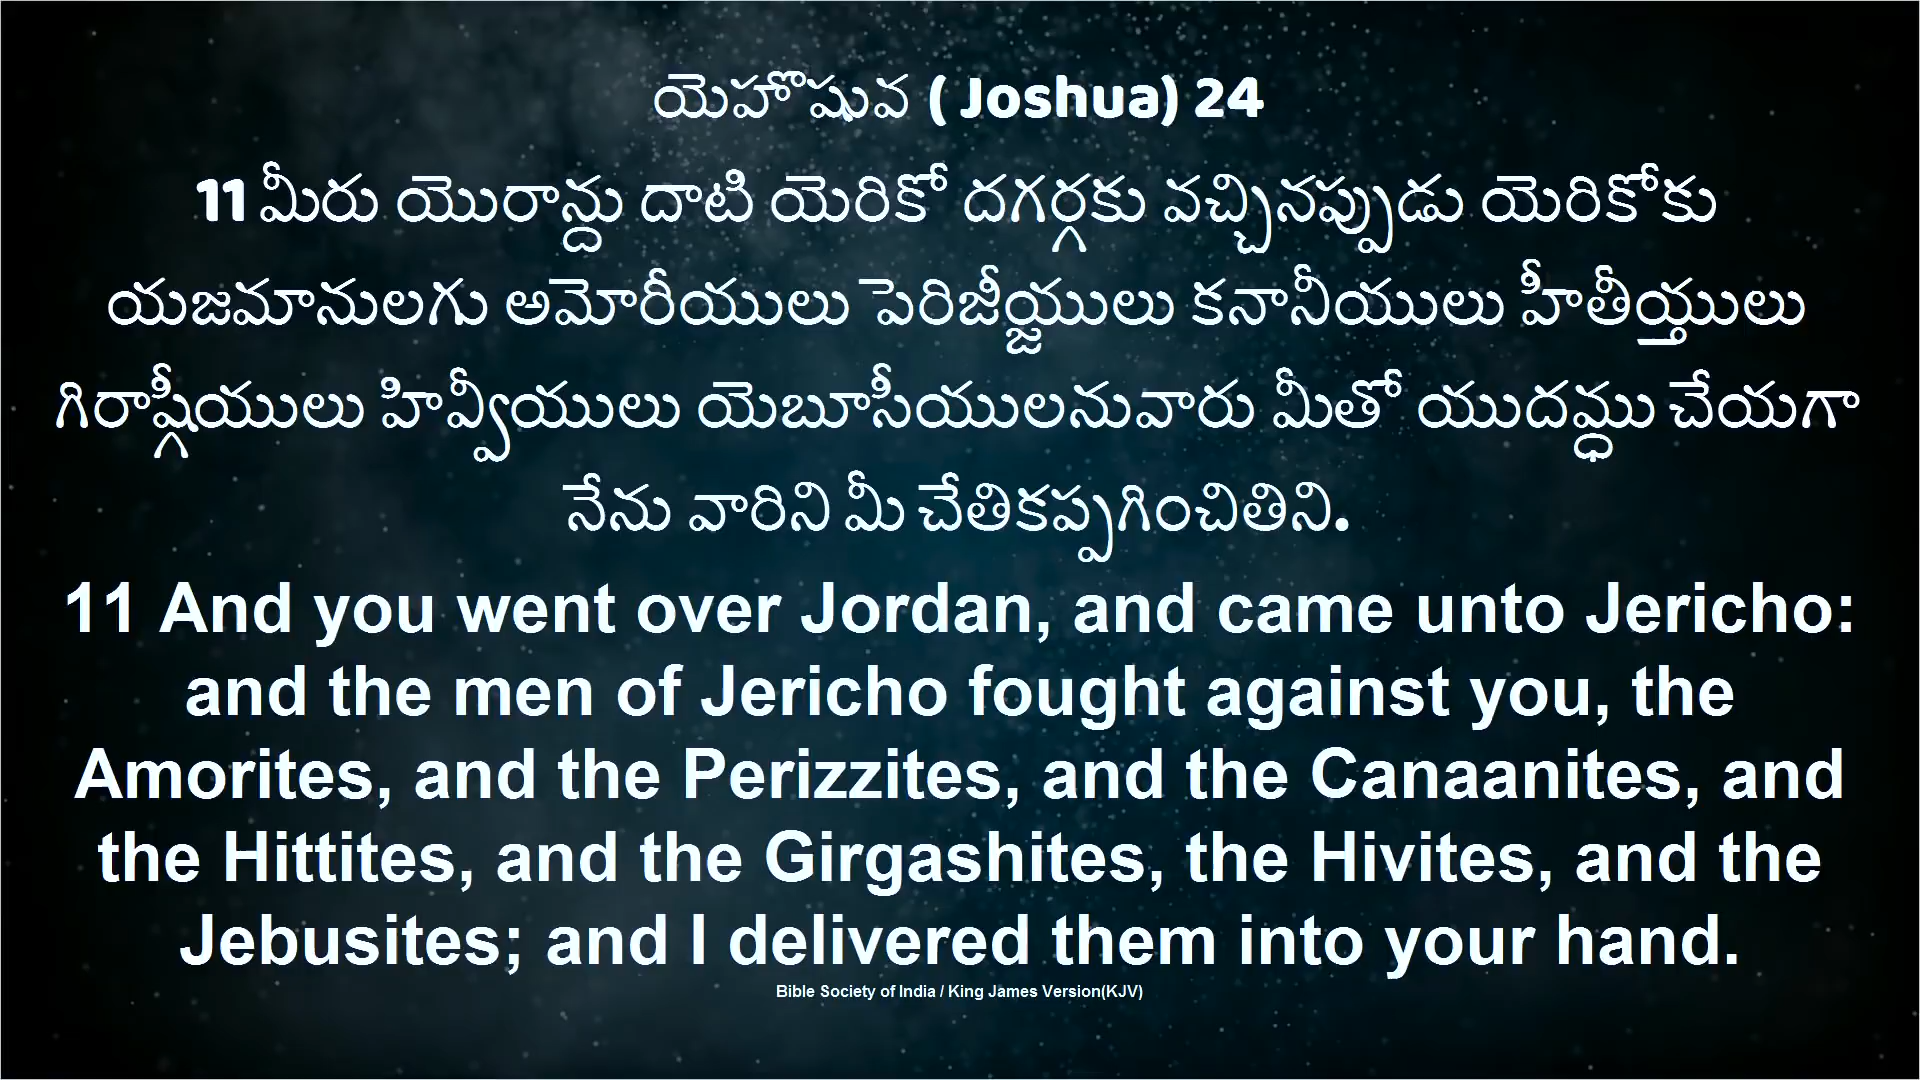 యెహొషువ ( Joshua) 24
11 మీరు యొరాన్దు దాటి యెరికో దగర్గకు వచ్చినప్పుడు యెరికోకు
యజమానులగు అమోరీయులు పెరిజీయ్జులు కనానీయులు హీతీయ్తులు
గిరాష్గీయులు హివ్వీయులు యెబూసీయులనువారు మీతో యుదమ్ధు చేయగా
నేను వారిని మీ చేతికప్పగించితిని.
11 And you went over Jordan, and came unto Jericho:
and the men of Jericho fought against you, the
Amorites, and the Perizzites, and the Canaanites, and
the Hittites, and the Girgashites, the Hivites, and the
Jebusites; and I delivered them into your hand.
Bible Society of India / King James Version(KJV)